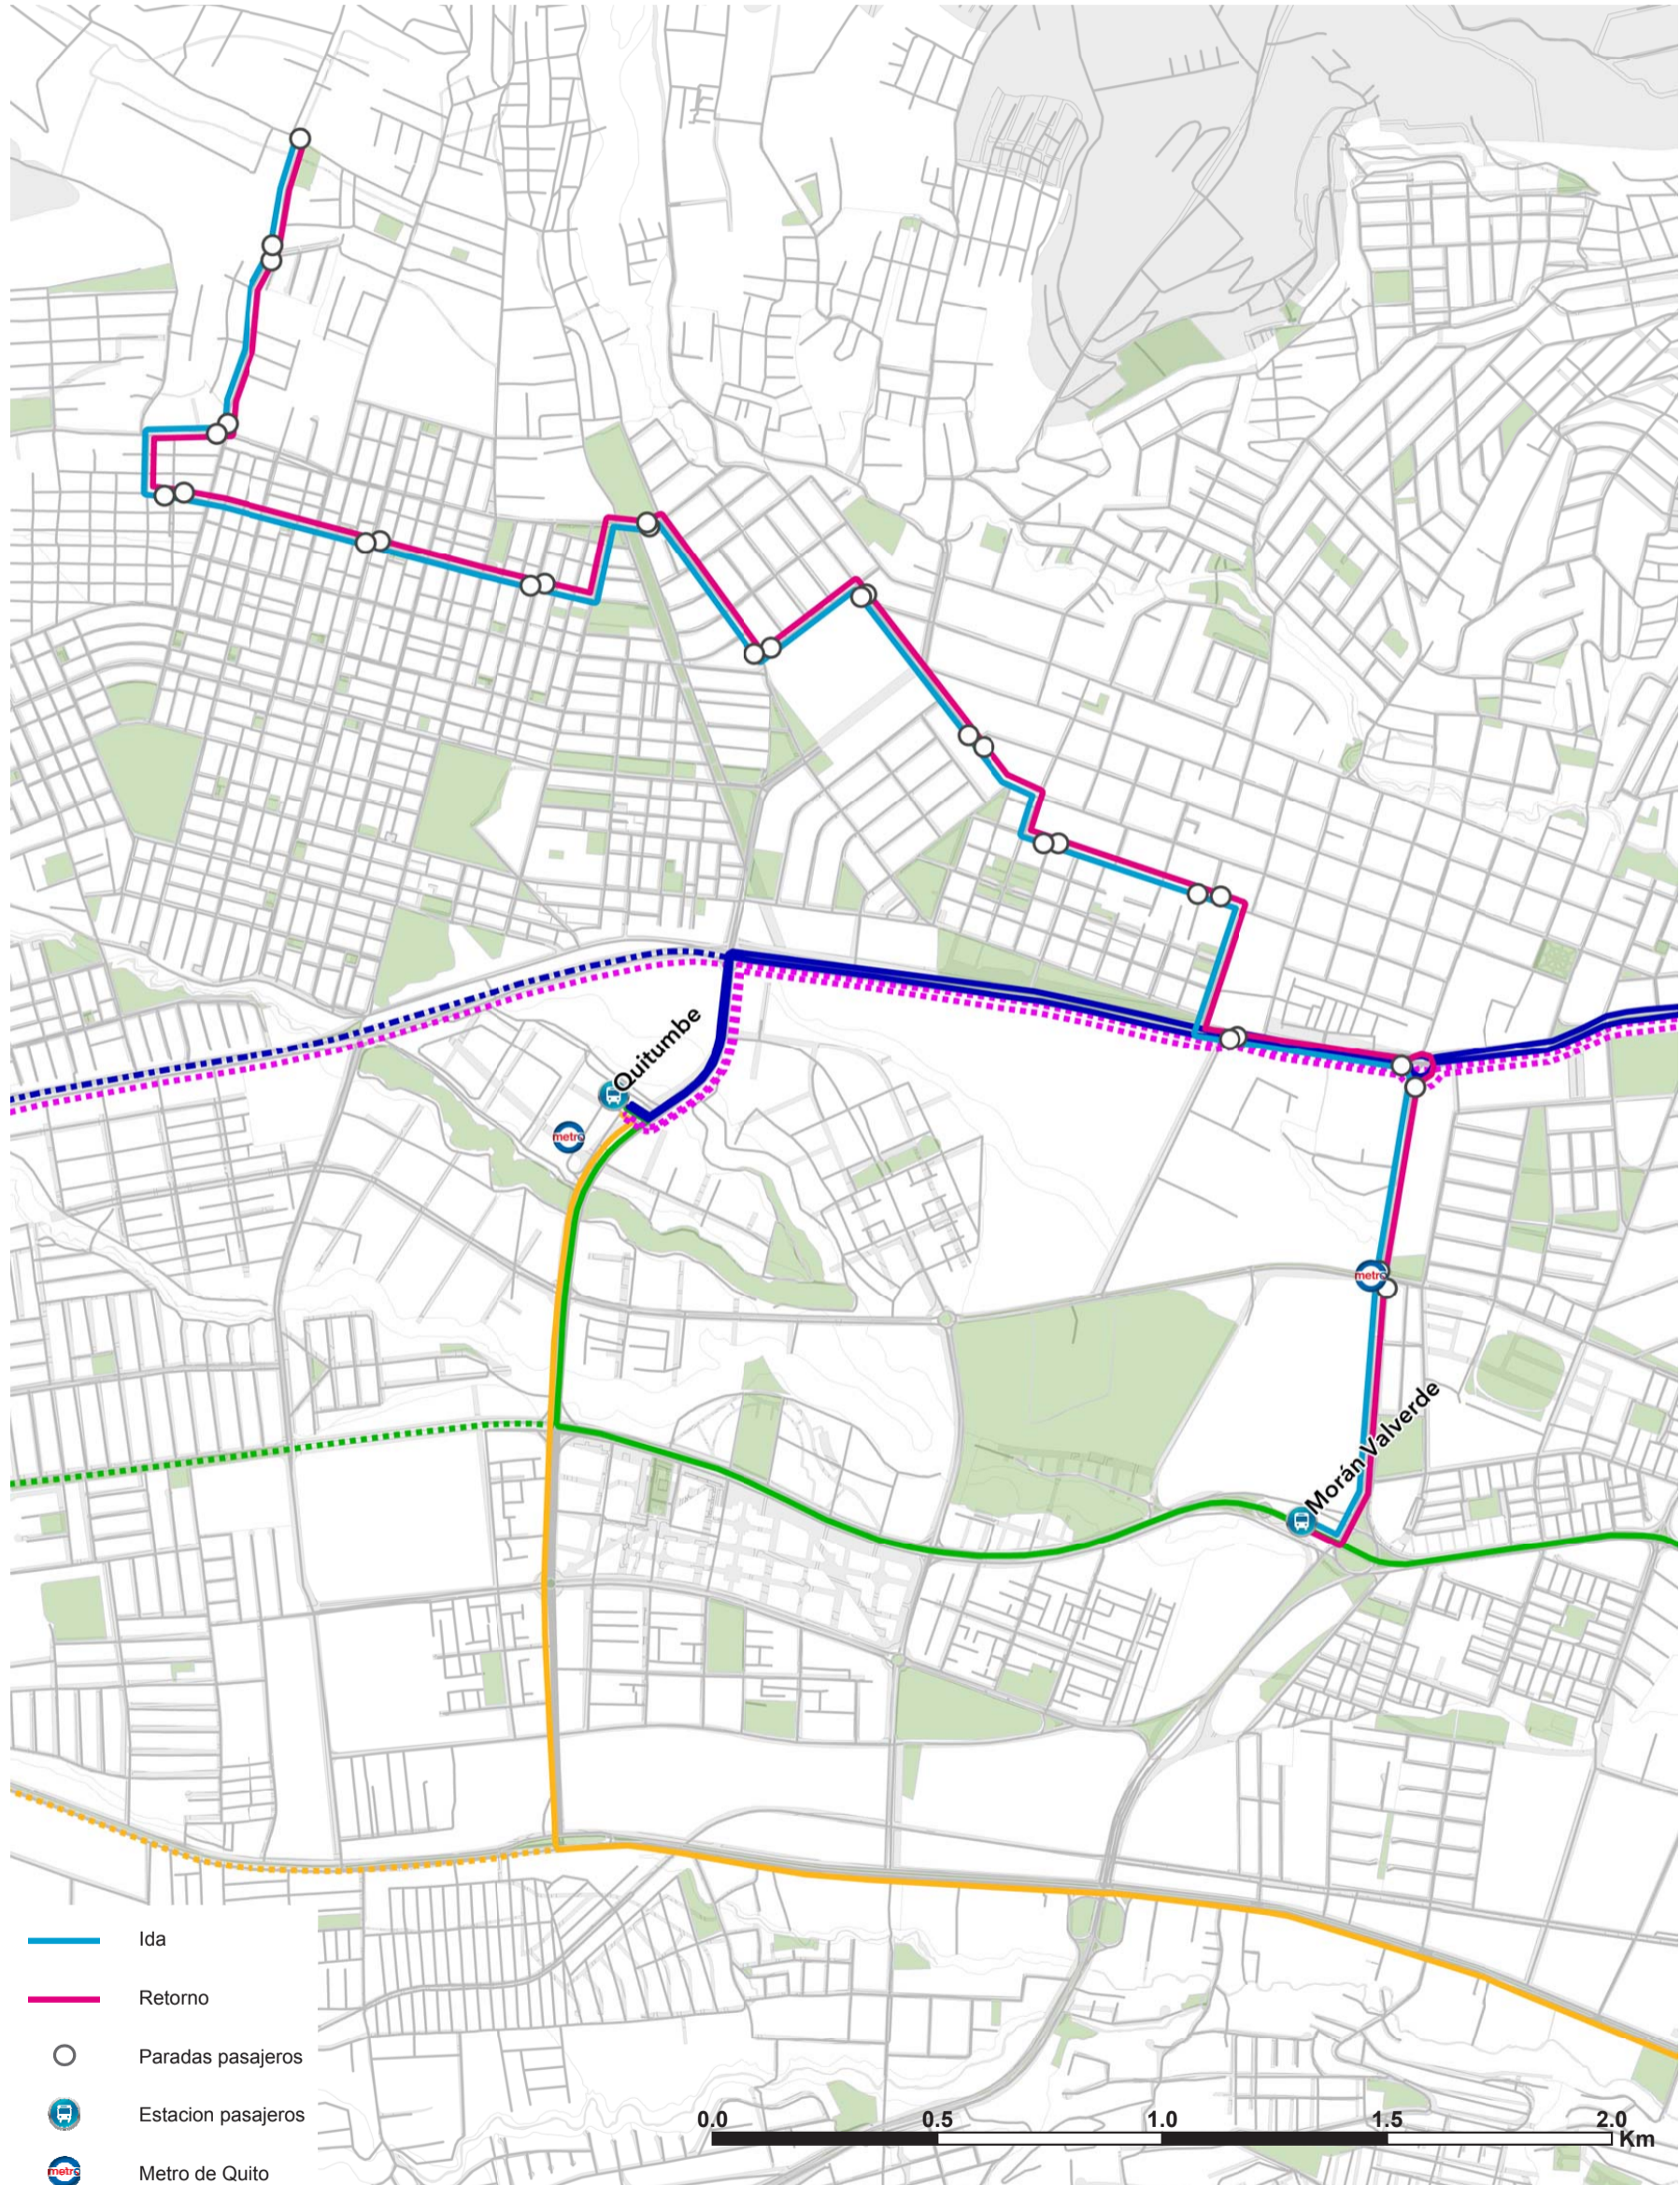 Quitumbe
metro
metro
Morán Valverde
Ida
Retorno
Paradas pasajeros
Estacion pasajeros
metro
Metro de Quito
0.0 0.5 1.0 1.5 2.0
Km